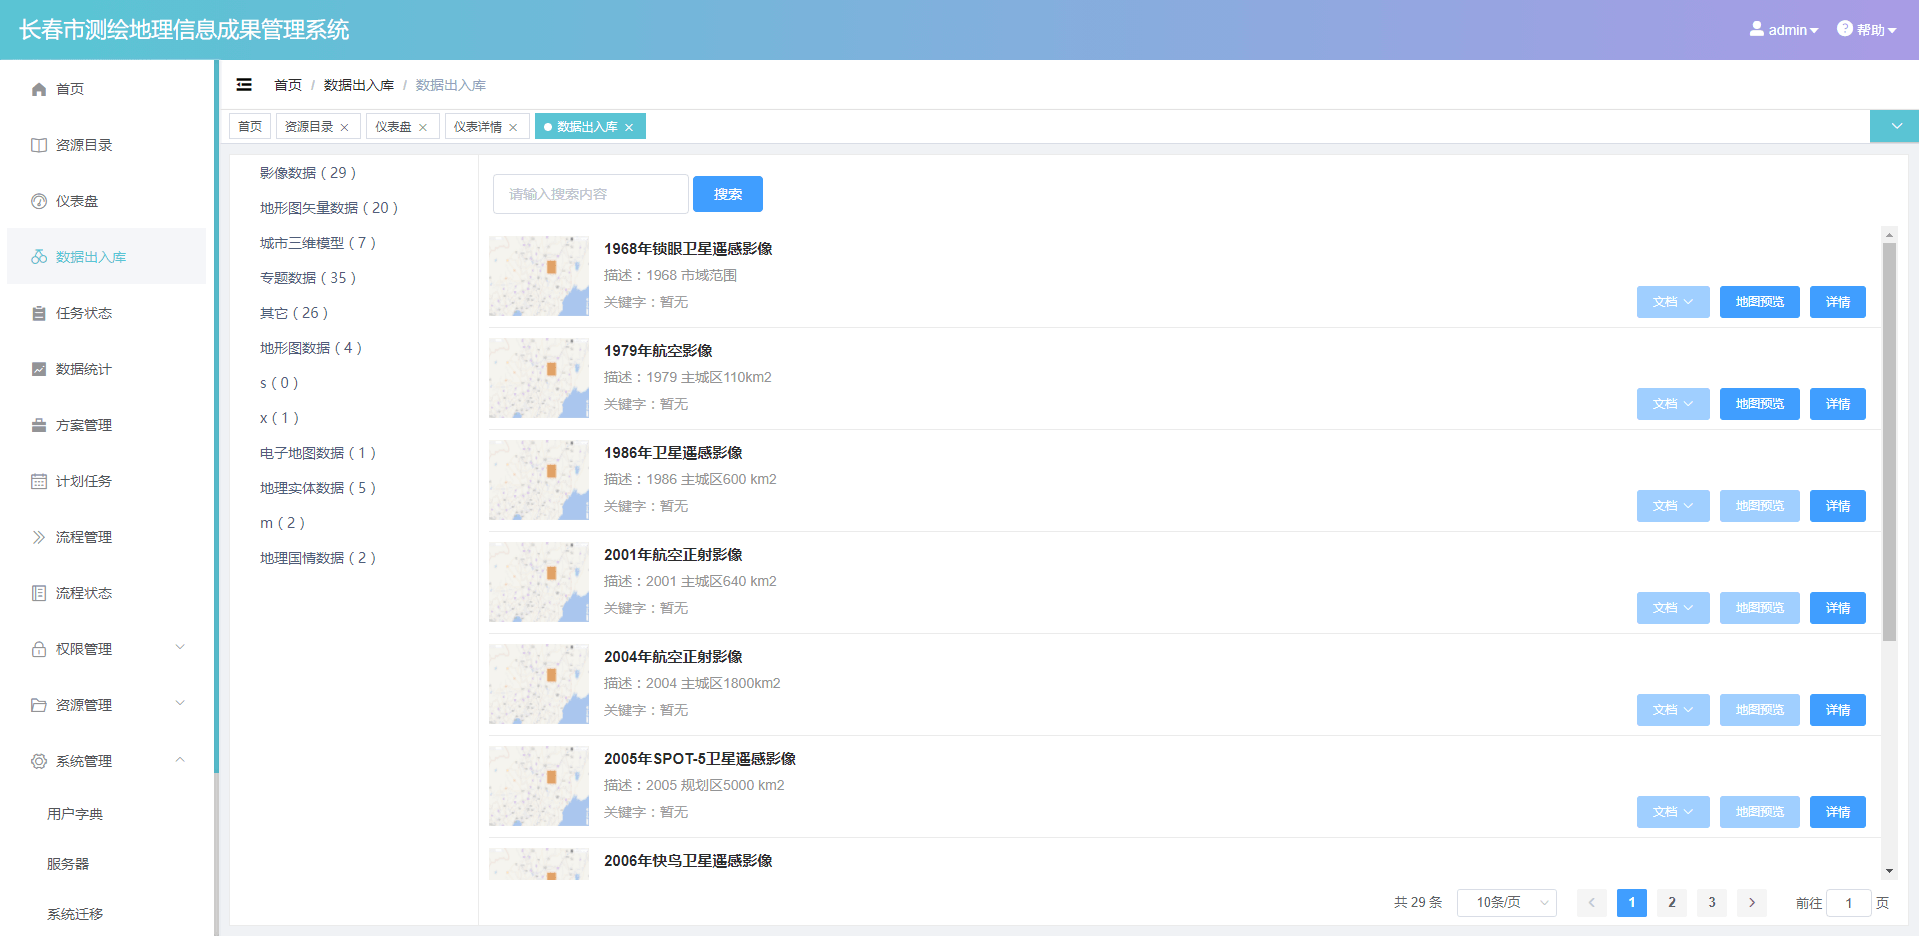 长春市测绘地理信息成果管理系统
admin
帮助
首页
资源目录
仪表盘
数据出入库
任务状态
数据统计
方案管理
计划任务
流程管理
流程状态
权限管理
资源管理
系统管理
用户字典
服务器
系统迁移
首页 / 数据出入库 / 数据出入库
首页
资源目录
仪表盘
仪表详情
数据出入库
影像数据 ( 29 )
地形图矢量数据 ( 20 )
城市三维模型 ( 7 )
专题数据 ( 35 )
其它 ( 26 )
地形图数据 ( 4 )
s ( 0 )
x ( 1 )
电子地图数据 ( 1 )
地理实体数据 ( 5 )
m ( 2 )
地理国情数据 ( 2 )
请输入搜索内容
搜索
1968年锁眼卫星遥感影像
描述：1968 市域范围
关键字：暂无
文档
地图预览
详情
1979年航空影像
描述：1979 主城区110km2
关键字：暂无
文档
地图预览
详情
1986年卫星遥感影像
描述：1986 主城区600 km2
关键字：暂无
文档
地图预览
详情
2001年航空正射影像
描述：2001 主城区640 km2
关键字：暂无
文档
地图预览
详情
2004年航空正射影像
描述：2004 主城区1800km2
关键字：暂无
文档
地图预览
详情
2005年SPOT-5卫星遥感影像
描述：2005 规划区5000 km2
关键字：暂无
文档
地图预览
详情
2006年快鸟卫星遥感影像
共 29 条
10条/页
1
2
3
前往 1 页